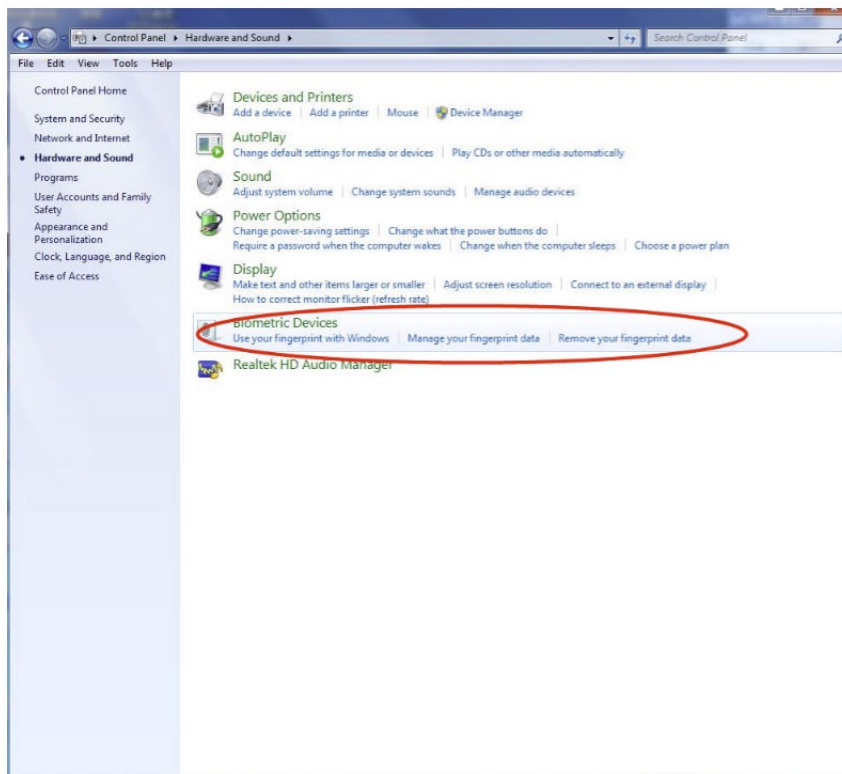 Control Panel ▸ Hardware and Sound ▸
Search Control Panel
File Edit View Tools Help
Control Panel Home
System and Security
Network and Internet
Hardware and Sound
Programs
User Accounts and Family
Safety
Appearance and
Personalization
Clock, Language, and Region
Ease of Access
Devices and Printers
Add a device | Add a printer | Mouse | Device Manager
AutoPlay
Change default settings for media or devices | Play CDs or other media automatically
Sound
Adjust system volume | Change system sounds | Manage audio devices
Power Options
Change power-saving settings | Change what the power buttons do |
Require a password when the computer wakes | Change when the computer sleeps | Choose a power plan
Display
Make text and other items larger or smaller | Adjust screen resolution | Connect to an external display |
How to correct monitor flicker (refresh rate)
Biometric Devices
Use your fingerprint with Windows | Manage your fingerprint data | Remove your fingerprint data
Realtek HD Audio Manager